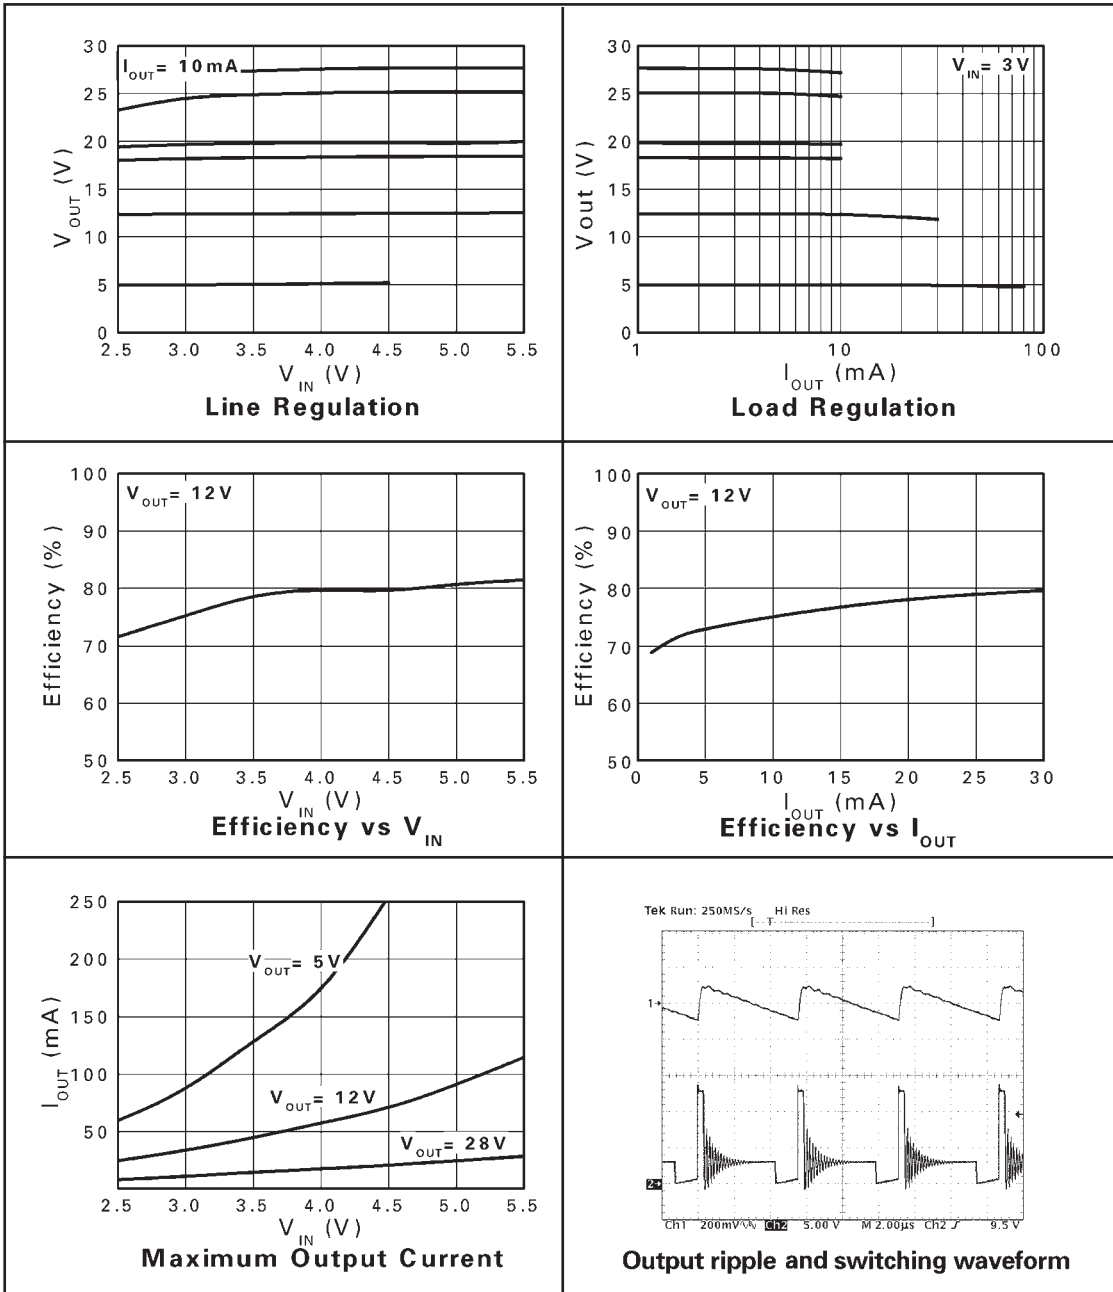 30
25
20
15
10
5
0
V_OUT (V)
I_OUT = 10mA
2.5 3.0 3.5 4.0 4.5 5.0 5.5
V_IN (V)
Line Regulation
30
25
20
15
10
5
0
Vout (V)
V_IN = 3V
1 10 100
I_OUT (mA)
Load Regulation
100
90
80
70
60
50
Efficiency (%)
V_OUT = 12V
2.5 3.0 3.5 4.0 4.5 5.0 5.5
V_IN (V)
Efficiency vs V_IN
100
90
80
70
60
50
Efficiency (%)
V_OUT = 12V
0 5 10 15 20 25 30
I_OUT (mA)
Efficiency vs I_OUT
250
200
150
100
50
0
I_OUT (mA)
V_OUT = 5V
V_OUT = 12V
V_OUT = 28V
2.5 3.0 3.5 4.0 4.5 5.0 5.5
V_IN (V)
Maximum Output Current
Tek Run: 250MS/s Hi Res
[ T ]
1
2
Ch1 200mV Ch2 5.00 V M 2.00µs Ch2 9.5 V
Output ripple and switching waveform